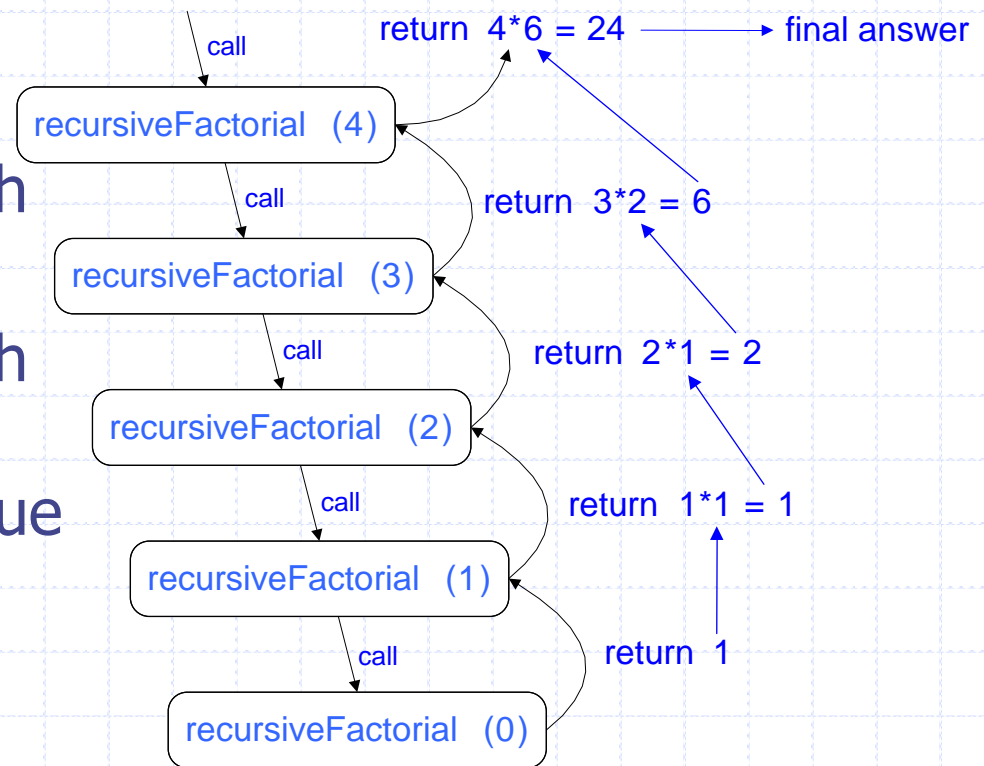 call
return 4*6 = 24
final answer
recursiveFactorial (4)
h
call
return 3*2 = 6
recursiveFactorial (3)
h
call
return 2*1 = 2
recursiveFactorial (2)
ue
call
return 1*1 = 1
recursiveFactorial (1)
call
return 1
recursiveFactorial (0)